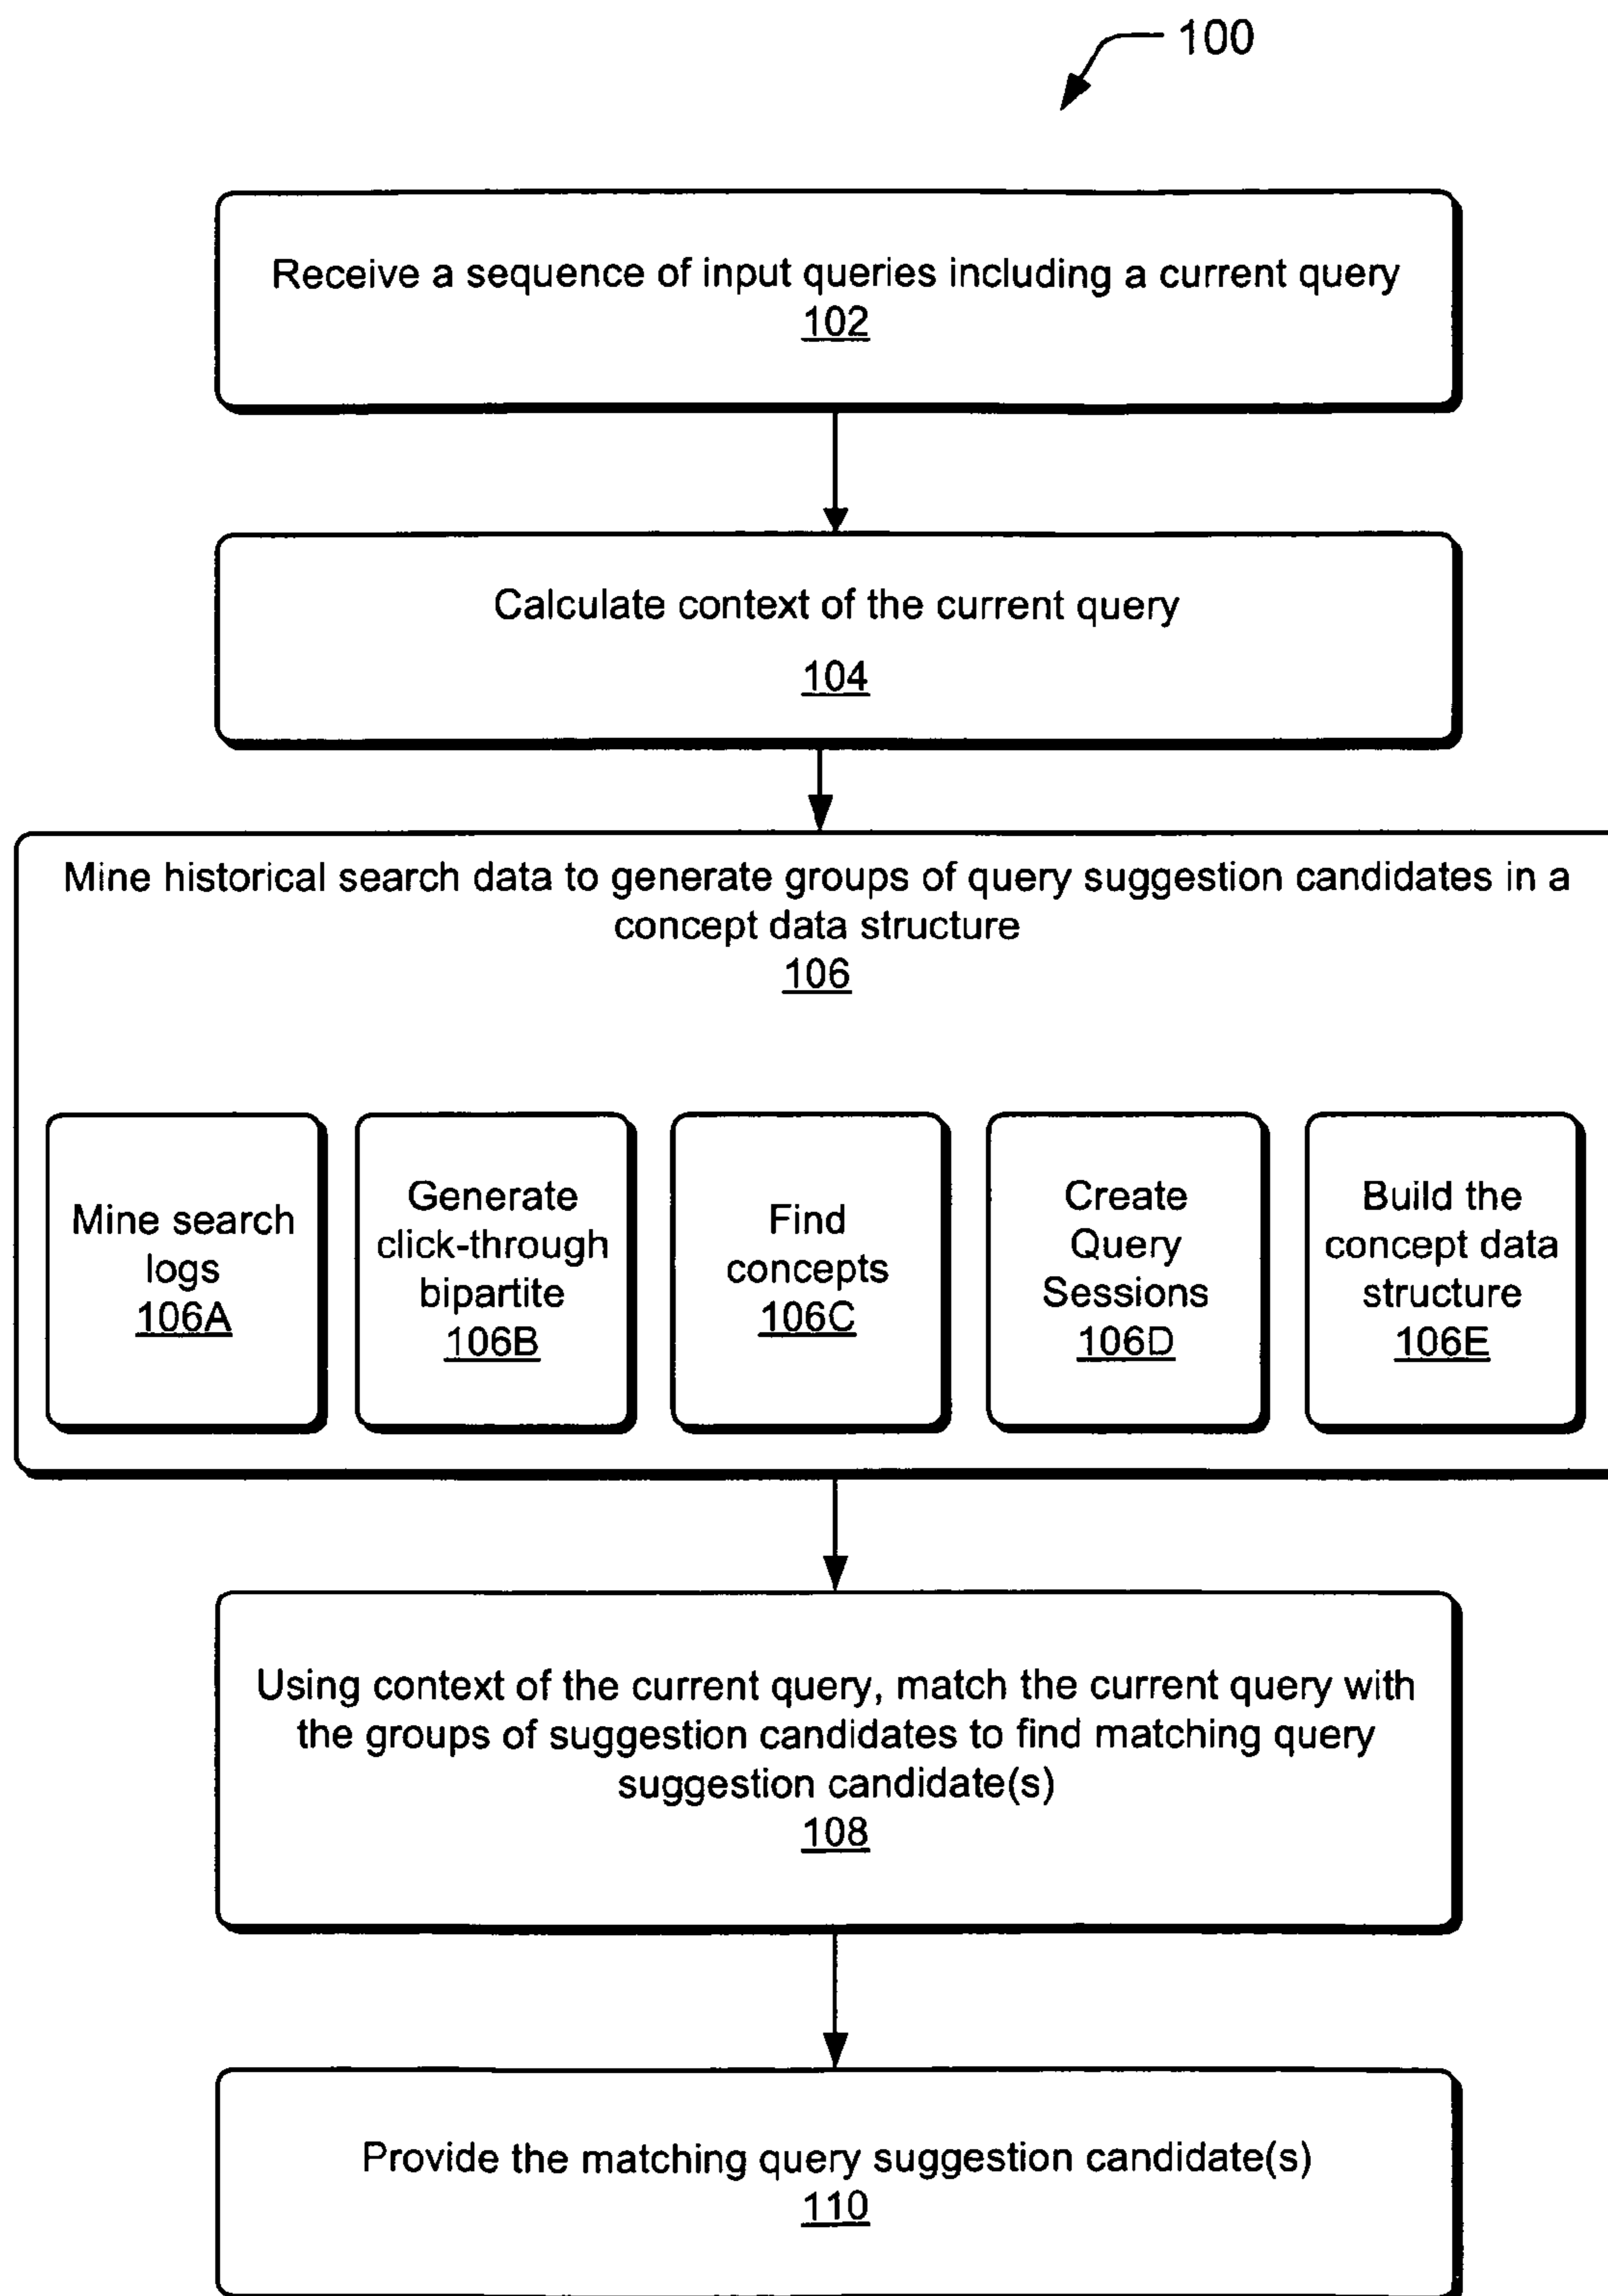 100
Receive a sequence of input queries including a current query
102
Calculate context of the current query
104
Mine historical search data to generate groups of query suggestion candidates in a
concept data structure
106
Mine search
logs
106A
Generate
click-through
bipartite
106B
Find
concepts
106C
Create
Query
Sessions
106D
Build the
concept data
structure
106E
Using context of the current query, match the current query with
the groups of suggestion candidates to find matching query
suggestion candidate(s)
108
Provide the matching query suggestion candidate(s)
110